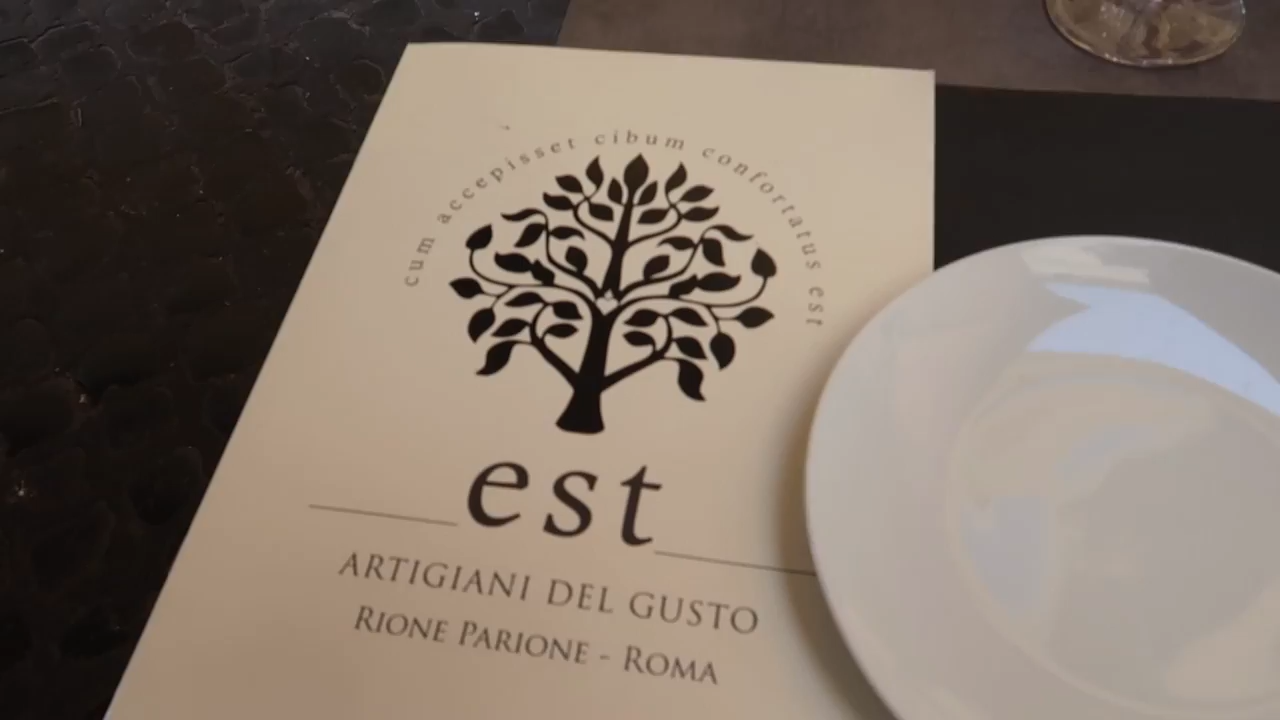 cum accepisset cibum confortatus est
est
ARTIGIANI DEL GUSTO
RIONE PARIONE - ROMA